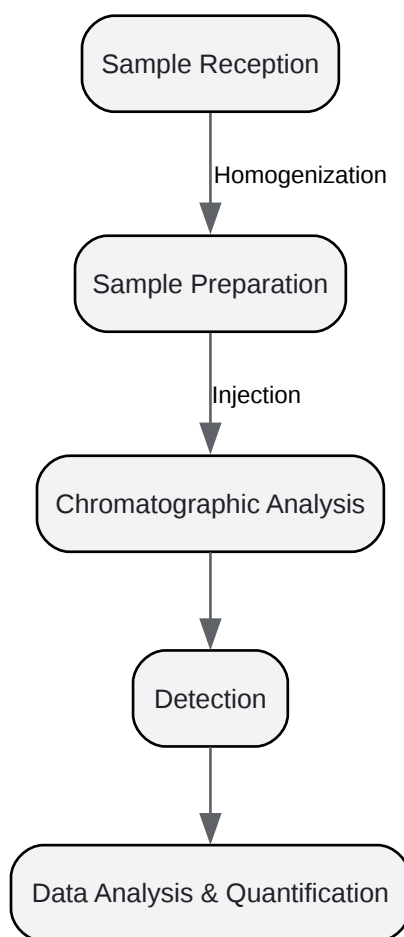 Sample Reception
Homogenization
Sample Preparation
Injection
Chromatographic Analysis
Detection
Data Analysis & Quantification